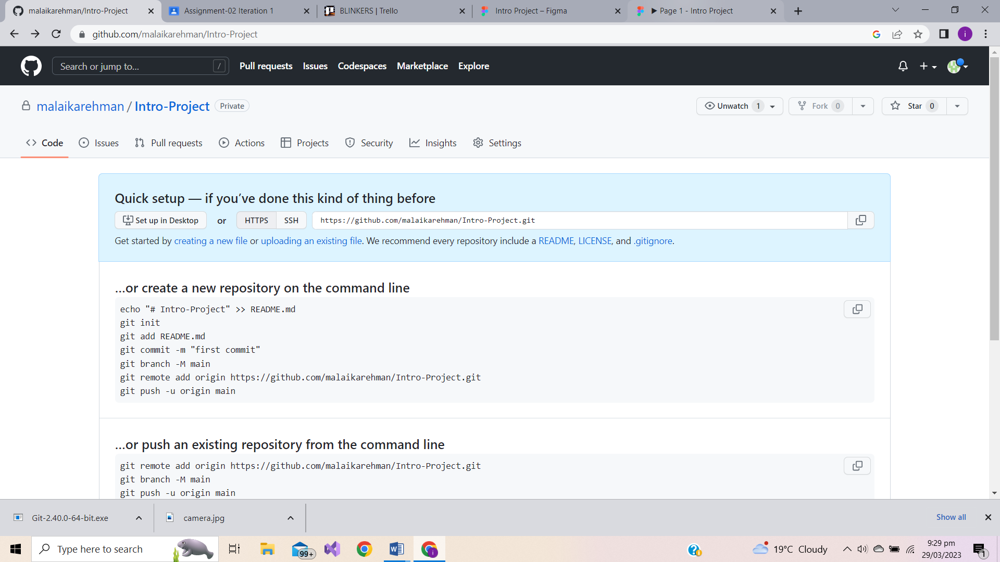 malaikarehman/Intro-Project
Assignment-02 Iteration 1
BLINKERS | Trello
Intro Project – Figma
▶ Page 1 - Intro Project
github.com/malaikarehman/Intro-Project
i
Search or jump to...
/
Pull requests
Issues
Codespaces
Marketplace
Explore
malaikarehman / Intro-Project
Private
Unwatch 1
Fork 0
Star 0
Code
Issues
Pull requests
Actions
Projects
Security
Insights
Settings
Quick setup — if you’ve done this kind of thing before
Set up in Desktop
or
HTTPS
SSH
https://github.com/malaikarehman/Intro-Project.git
Get started by creating a new file or uploading an existing file. We recommend every repository include a README, LICENSE, and .gitignore.
…or create a new repository on the command line
echo "# Intro-Project" >> README.md
git init
git add README.md
git commit -m "first commit"
git branch -M main
git remote add origin https://github.com/malaikarehman/Intro-Project.git
git push -u origin main
…or push an existing repository from the command line
git remote add origin https://github.com/malaikarehman/Intro-Project.git
git branch -M main
git push -u origin main
Git-2.40.0-64-bit.exe
camera.jpg
Show all
Type here to search
99+
19°C Cloudy
9:29 pm
29/03/2023
1